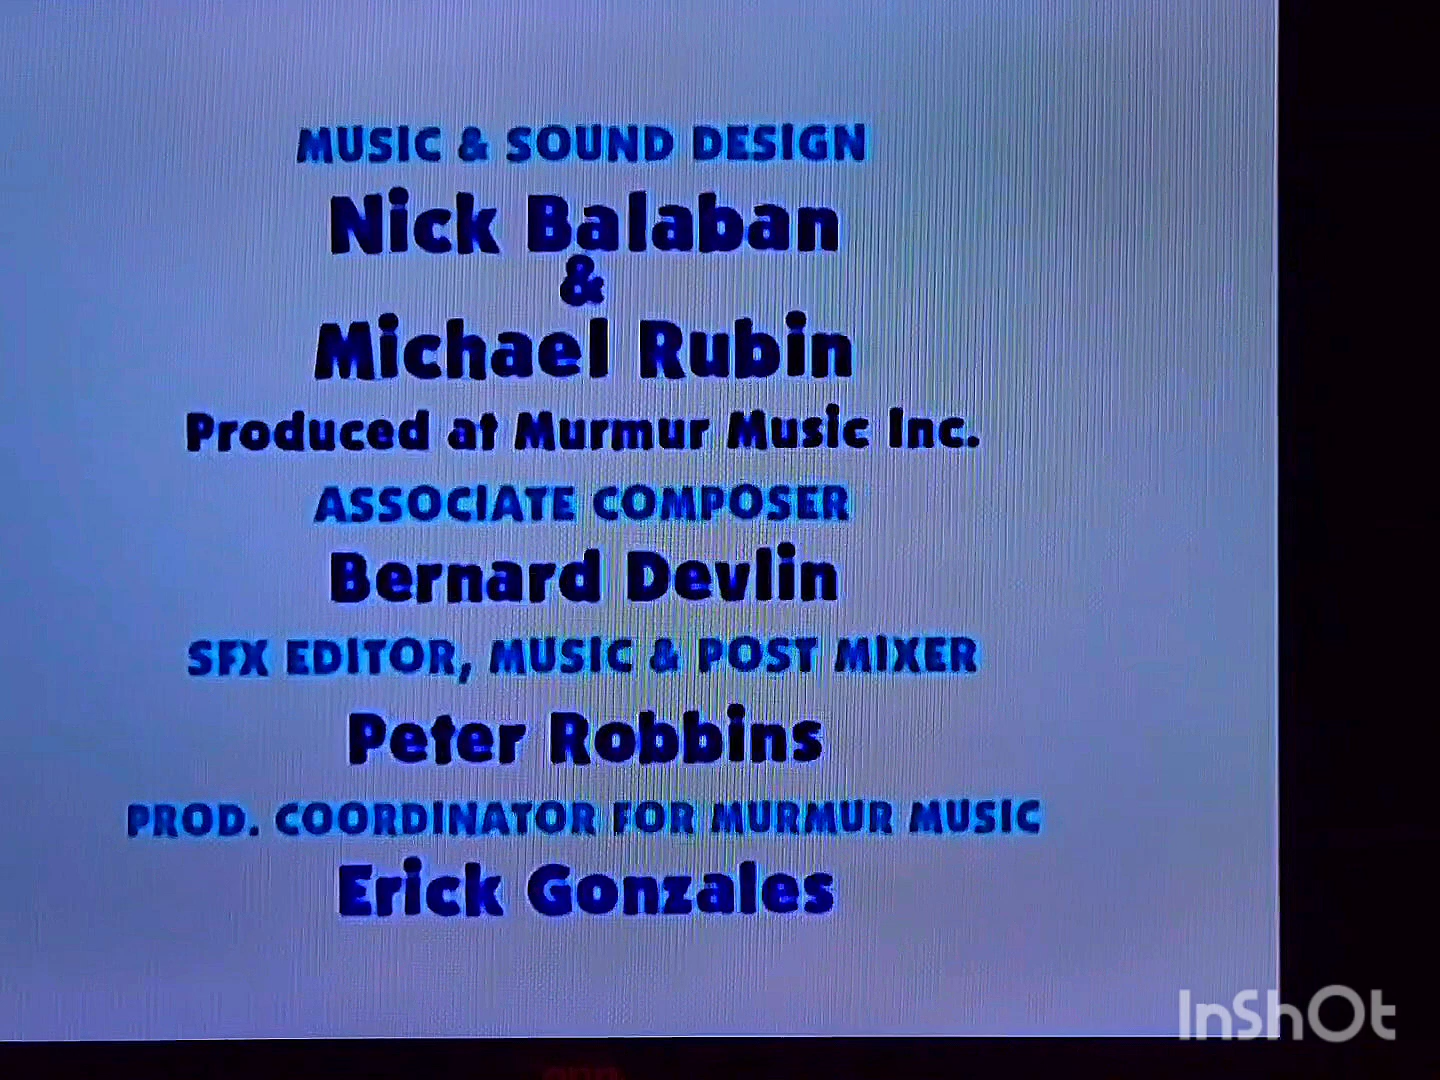 MUSIC & SOUND DESIGN
Nick Balaban
&
Michael Rubin
Produced at Murmur Music Inc.
ASSOCIATE COMPOSER
Bernard Devlin
SFX EDITOR, MUSIC & POST MIXER
Peter Robbins
PROD. COORDINATOR FOR MURMUR MUSIC
Erick Gonzales
InShOt